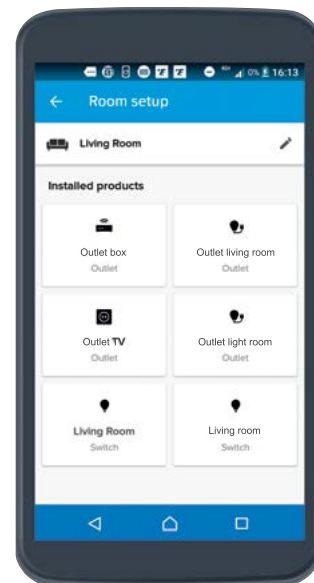 0% 16:13
Room setup
Living Room
Installed products
Outlet box
Outlet
Outlet living room
Outlet
Outlet TV
Outlet
Outlet light room
Outlet
Living Room
Switch
Living room
Switch